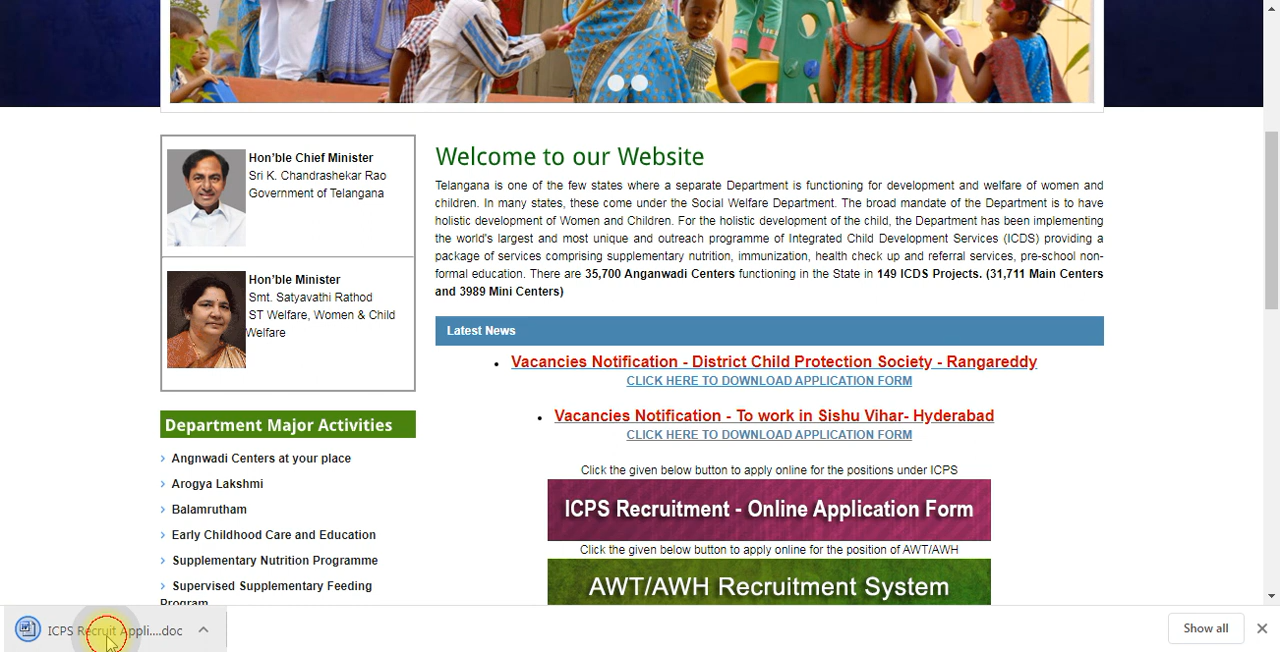 Hon’ble Chief Minister
Sri K. Chandrashekar Rao
Government of Telangana
Hon’ble Minister
Smt. Satyavathi Rathod
ST Welfare, Women & Child
Welfare
Department Major Activities
Angnwadi Centers at your place
Arogya Lakshmi
Balamrutham
Early Childhood Care and Education
Supplementary Nutrition Programme
Supervised Supplementary Feeding
Program
Welcome to our Website
Telangana is one of the few states where a separate Department is functioning for development and welfare of women and
children. In many states, these come under the Social Welfare Department. The broad mandate of the Department is to have
holistic development of Women and Children. For the holistic development of the child, the Department has been implementing
the world's largest and most unique and outreach programme of Integrated Child Development Services (ICDS) providing a
package of services comprising supplementary nutrition, immunization, health check up and referral services, pre-school non-
formal education. There are 35,700 Anganwadi Centers functioning in the State in 149 ICDS Projects. (31,711 Main Centers
and 3989 Mini Centers)
Latest News
Vacancies Notification - District Child Protection Society - Rangareddy
CLICK HERE TO DOWNLOAD APPLICATION FORM
Vacancies Notification - To work in Sishu Vihar- Hyderabad
CLICK HERE TO DOWNLOAD APPLICATION FORM
Click the given below button to apply online for the positions under ICPS
ICPS Recruitment - Online Application Form
Click the given below button to apply online for the position of AWT/AWH
AWT/AWH Recruitment System
ICPS Recruit Appli....doc
Show all